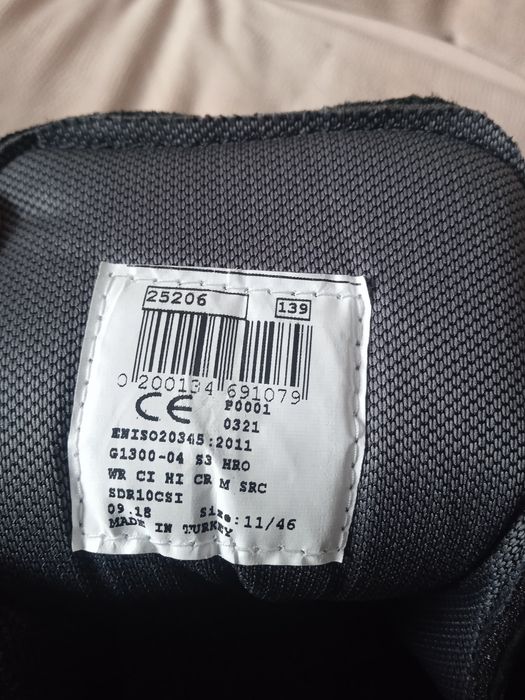 25206 139
0 200134 691079
CE P0001
0321
ENISO20345:2011
G1300-04 S3 HRO
WR CI HI CR M SRC
SDR10CSI
09.18 Size:11/46
MADE IN TURKEY